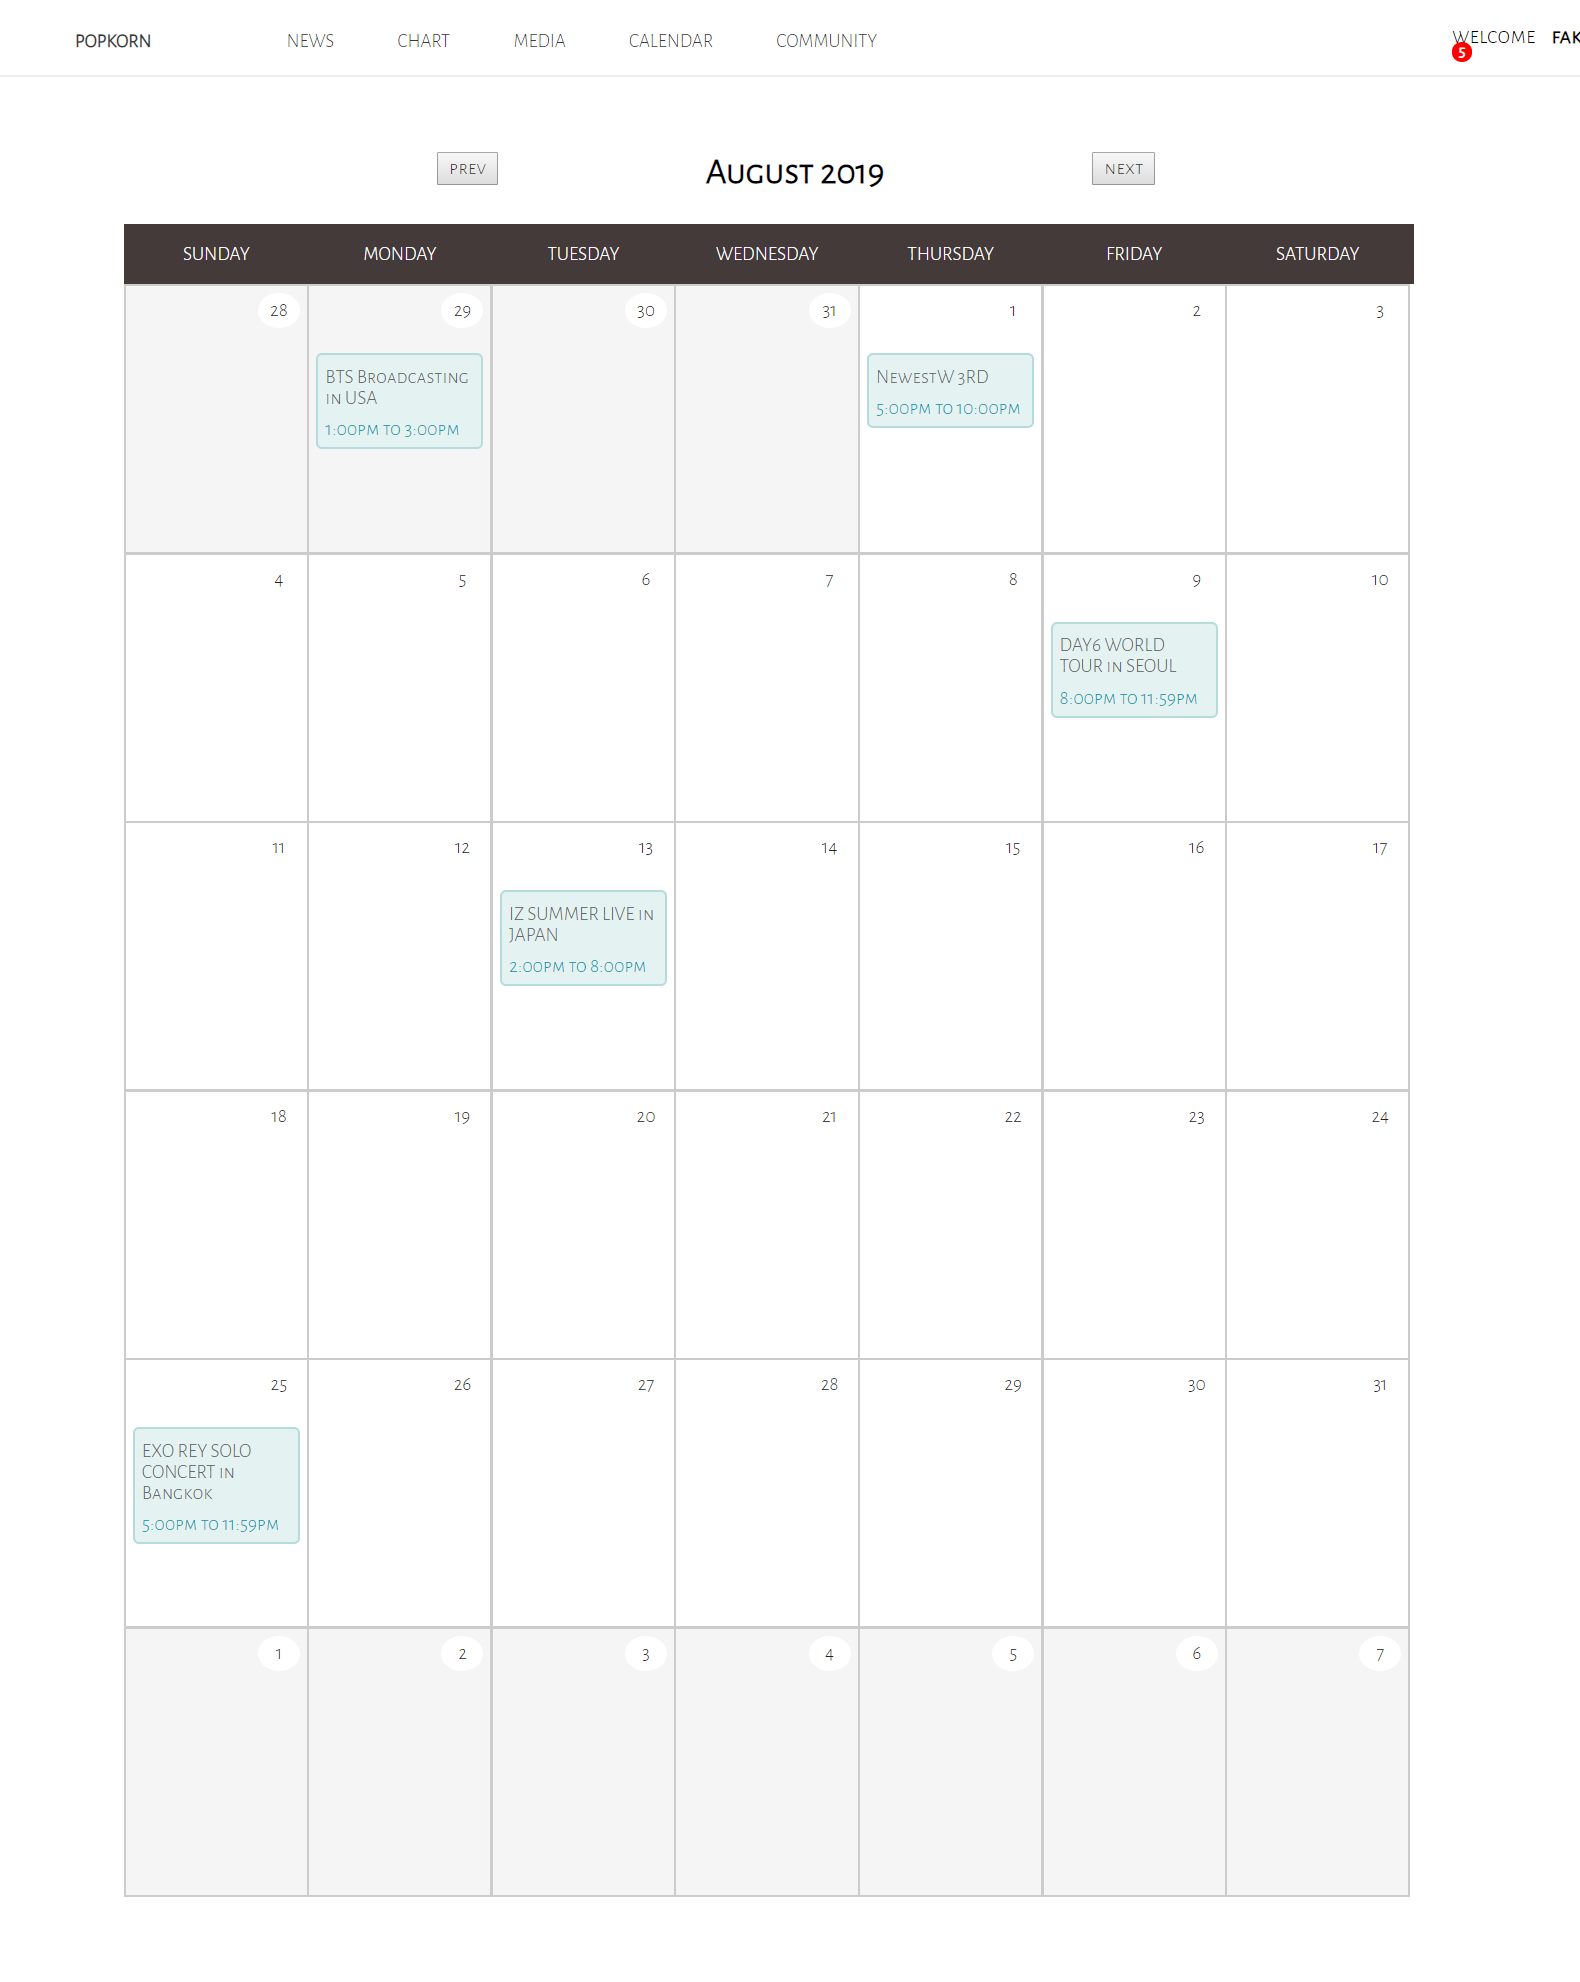 POPKORN NEWS CHART MEDIA CALENDAR COMMUNITY WELCOME FAK
5
PREV August 2019 NEXT
SUNDAY MONDAY TUESDAY WEDNESDAY THURSDAY FRIDAY SATURDAY
28 29 30 31 1 2 3
BTS Broadcasting
in USA
1:00pm to 3:00pm
NewestW 3RD
5:00pm to 10:00pm
4 5 6 7 8 9 10
DAY6 WORLD
TOUR in SEOUL
8:00pm to 11:59pm
11 12 13 14 15 16 17
IZ SUMMER LIVE in
JAPAN
2:00pm to 8:00pm
18 19 20 21 22 23 24
25 26 27 28 29 30 31
EXO REY SOLO
CONCERT in
Bangkok
5:00pm to 11:59pm
1 2 3 4 5 6 7